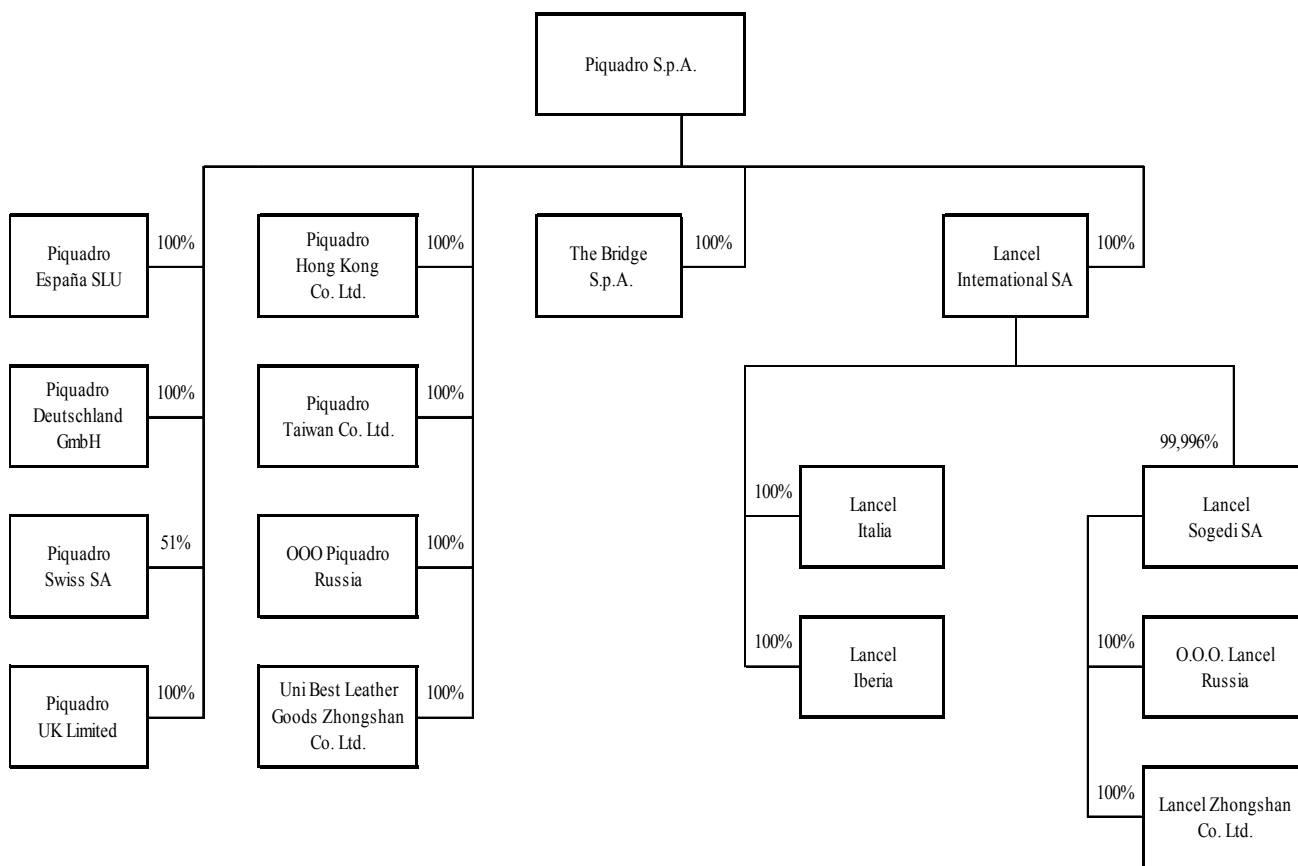 Piquadro S.p.A.
Piquadro
España SLU
100%
Piquadro
Hong Kong
Co. Ltd.
100%
The Bridge
S.p.A.
100%
Lancel
International SA
100%
Piquadro
Deutschland
GmbH
100%
Piquadro
Taiwan Co. Ltd.
100%
99,996%
Piquadro
Swiss SA
51%
OOO Piquadro
Russia
100%
100%
Lancel
Italia
Lancel
Sogedi SA
Piquadro
UK Limited
100%
Uni Best Leather
Goods Zhongshan
Co. Ltd.
100%
100%
Lancel
Iberia
100%
O.O.O. Lancel
Russia
100%
Lancel Zhongshan
Co. Ltd.